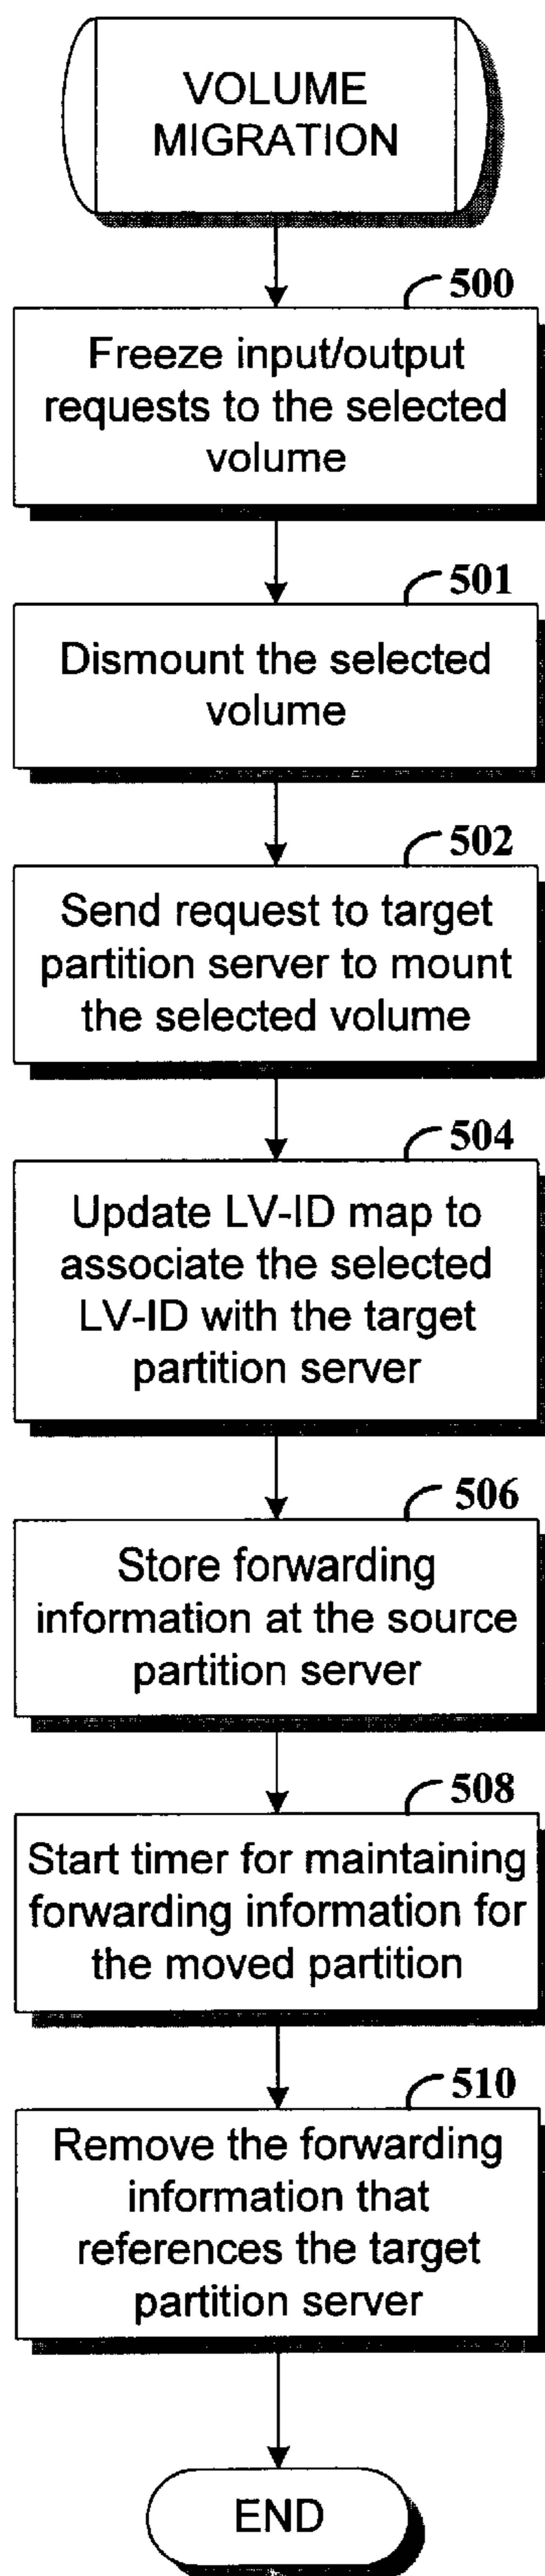 VOLUME
MIGRATION
500
Freeze input/output
requests to the selected
volume
501
Dismount the selected
volume
502
Send request to target
partition server to mount
the selected volume
504
Update LV-ID map to
associate the selected
LV-ID with the target
partition server
506
Store forwarding
information at the source
partition server
508
Start timer for maintaining
forwarding information for
the moved partition
510
Remove the forwarding
information that
references the target
partition server
END